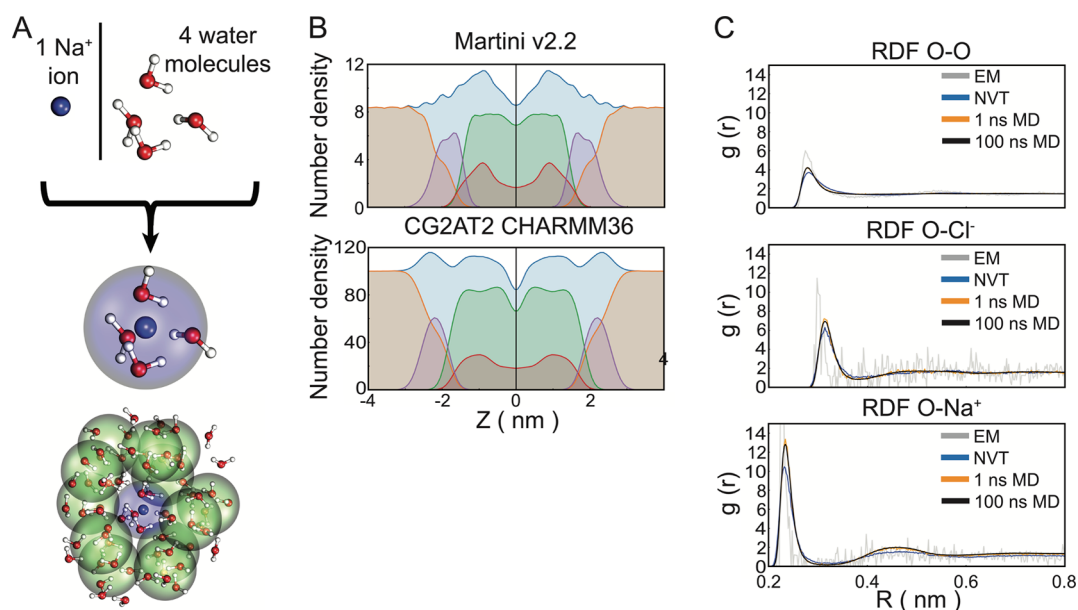 A
1 Na⁺
ion
4 water
molecules
B
Martini v2.2
Number density
12
8
4
0
CG2AT2 CHARMM36
Number density
120
80
40
0
4
-4
-2
0
2
Z ( nm )
C
RDF O-O
g (r)
14
12
10
8
6
4
2
0
EM
NVT
1 ns MD
100 ns MD
RDF O-Cl⁻
g (r)
14
12
10
8
6
4
2
0
EM
NVT
1 ns MD
100 ns MD
RDF O-Na⁺
g (r)
14
12
10
8
6
4
2
0
EM
NVT
1 ns MD
100 ns MD
0.2
0.4
0.6
0.8
R ( nm )